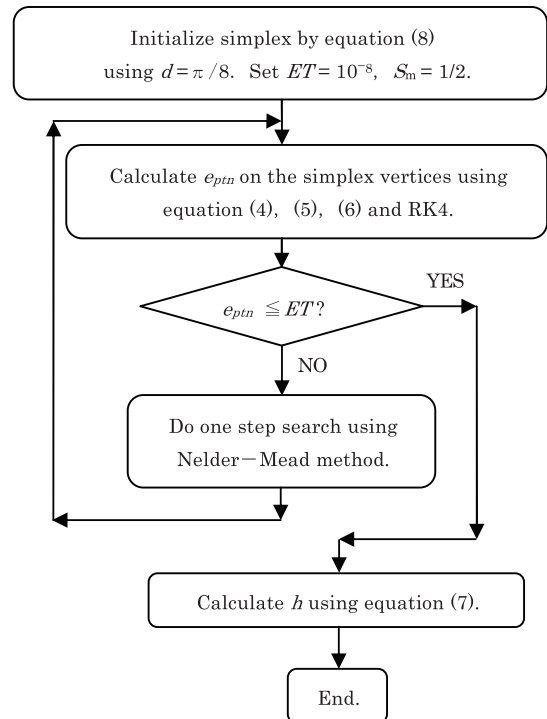 Initialize simplex by equation (8)
using d=π/8. Set ET=10⁻⁸, Sm=1/2.
Calculate eptn on the simplex vertices using
equation (4), (5), (6) and RK4.
YES
eptn ≦ET?
NO
Do one step search using
Nelder−Mead method.
Calculate h using equation (7).
End.